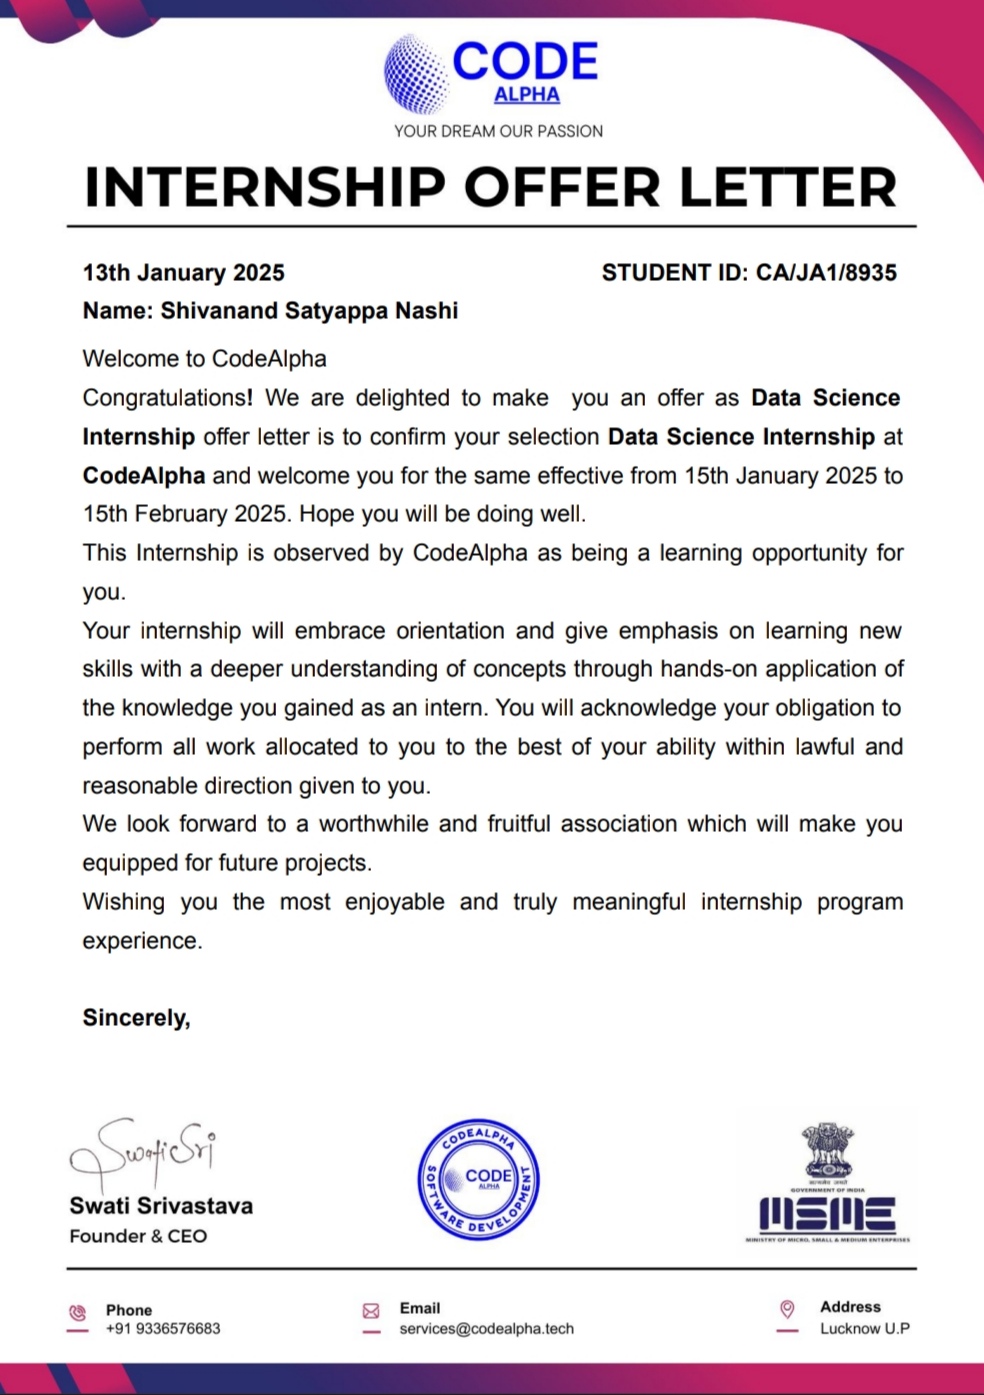 CODE
ALPHA
YOUR DREAM OUR PASSION
INTERNSHIP OFFER LETTER
13th January 2025 STUDENT ID: CA/JA1/8935
Name: Shivanand Satyappa Nashi
Welcome to CodeAlpha
Congratulations! We are delighted to make you an offer as Data Science
Internship offer letter is to confirm your selection Data Science Internship at
CodeAlpha and welcome you for the same effective from 15th January 2025 to
15th February 2025. Hope you will be doing well.
This Internship is observed by CodeAlpha as being a learning opportunity for
you.
Your internship will embrace orientation and give emphasis on learning new
skills with a deeper understanding of concepts through hands-on application of
the knowledge you gained as an intern. You will acknowledge your obligation to
perform all work allocated to you to the best of your ability within lawful and
reasonable direction given to you.
We look forward to a worthwhile and fruitful association which will make you
equipped for future projects.
Wishing you the most enjoyable and truly meaningful internship program
experience.
Sincerely,
SwatiSri
Swati Srivastava
Founder & CEO
CODEALPHA
CODE
ALPHA
SOFTWARE DEVELOPMENT
सत्यमेव जयते
GOVERNMENT OF INDIA
MSME
MINISTRY OF MICRO, SMALL & MEDIUM ENTERPRISES
Phone
+91 9336576683
Email
services@codealpha.tech
Address
Lucknow U.P